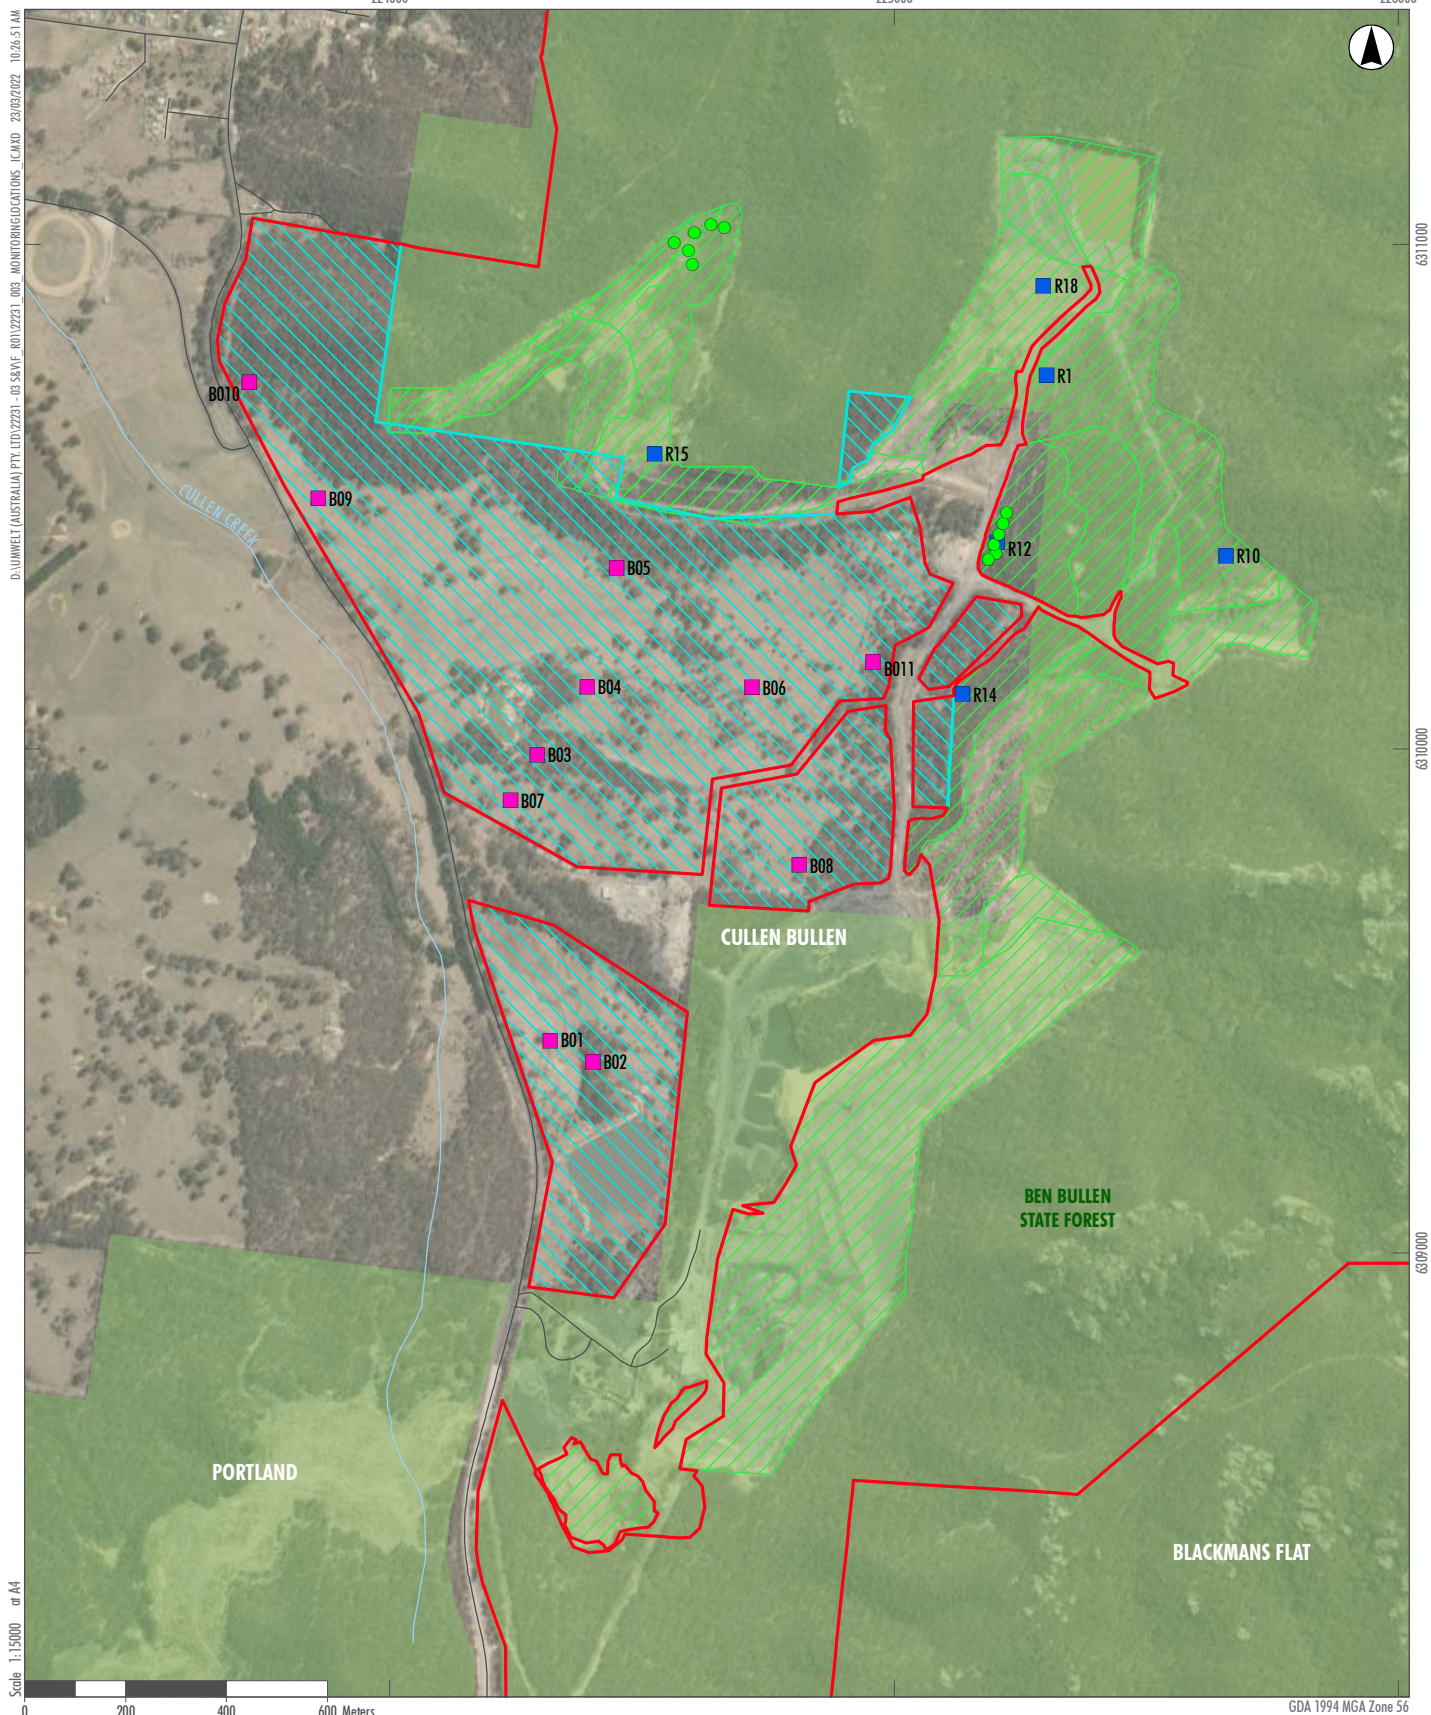 D:\UMWELT (AUSTRALIA) PTY. LTD\22231 - 03 S&V\F_R01\22231_003_MONITORINGLOCATIONS_IC.MXD 23/03/2022 10:26:51 AM
6311000
R18
R1
B010
R15
B09
CULLEN CREEK
R12
R10
B05
B011
B04
B06
R14
6310000
B03
B07
B08
CULLEN BULLEN
B01
B02
BEN BULLEN
STATE FOREST
6309000
PORTLAND
BLACKMANS FLAT
Scale 1:15000 at A4
0 200 400 600 Meters
GDA 1994 MGA Zone 56